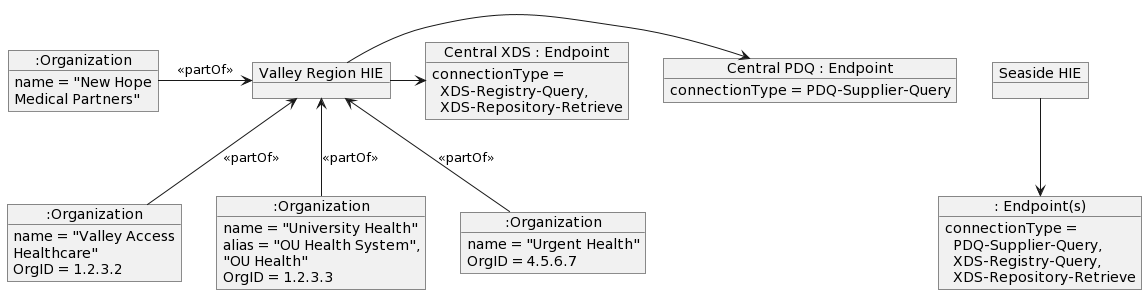 :Organization
name = "New Hope
Medical Partners"
«partOf»
Valley Region HIE
Central XDS : Endpoint
connectionType =
XDS-Registry-Query,
XDS-Repository-Retrieve
Central PDQ : Endpoint
connectionType = PDQ-Supplier-Query
Seaside HIE
«partOf»
«partOf»
«partOf»
:Organization
name = "Valley Access
Healthcare"
OrgID = 1.2.3.2
:Organization
name = "University Health"
alias = "OU Health System",
"OU Health"
OrgID = 1.2.3.3
:Organization
name = "Urgent Health"
OrgID = 4.5.6.7
: Endpoint(s)
connectionType =
PDQ-Supplier-Query,
XDS-Registry-Query,
XDS-Repository-Retrieve